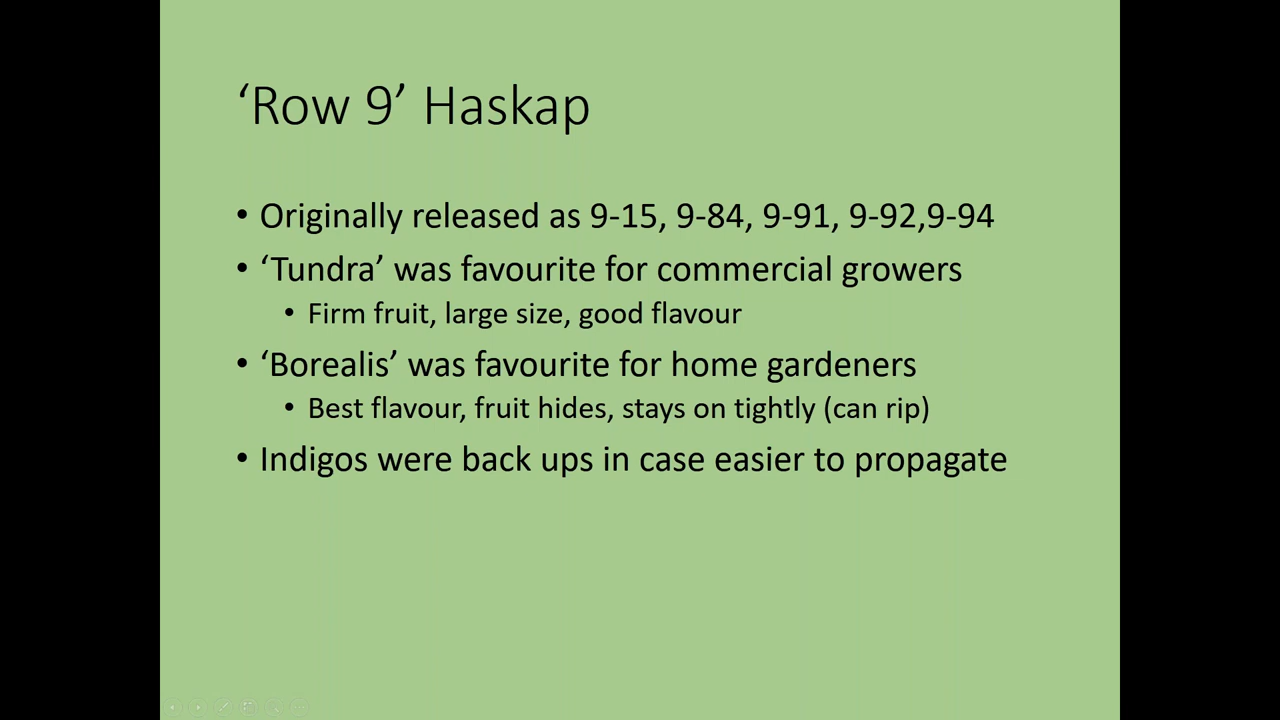 ‘Row 9’ Haskap
• Originally released as 9-15, 9-84, 9-91, 9-92,9-94
• ‘Tundra’ was favourite for commercial growers
• Firm fruit, large size, good flavour
• ‘Borealis’ was favourite for home gardeners
• Best flavour, fruit hides, stays on tightly (can rip)
• Indigos were back ups in case easier to propagate